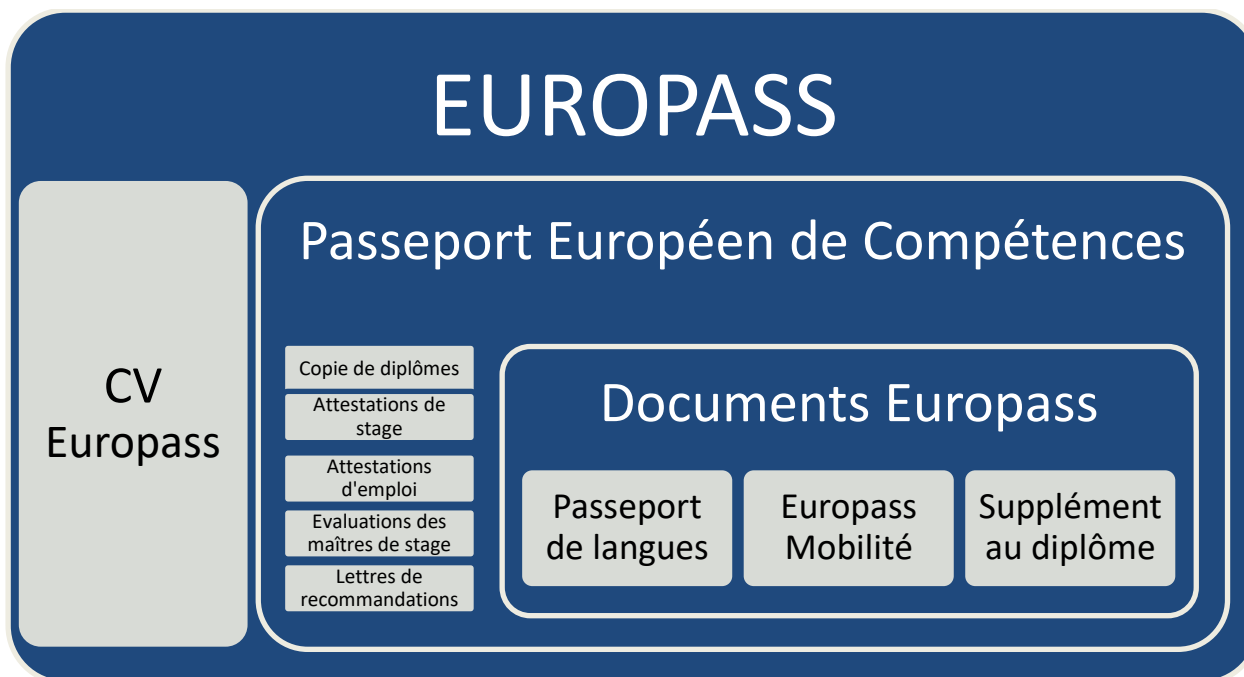 EUROPASS
CV
Europass
Passeport Européen de Compétences
Copie de diplômes
Attestations de
stage
Attestations
d'emploi
Evaluations des
maîtres de stage
Lettres de
recommandations
Documents Europass
Passeport
de langues
Europass
Mobilité
Supplément
au diplôme